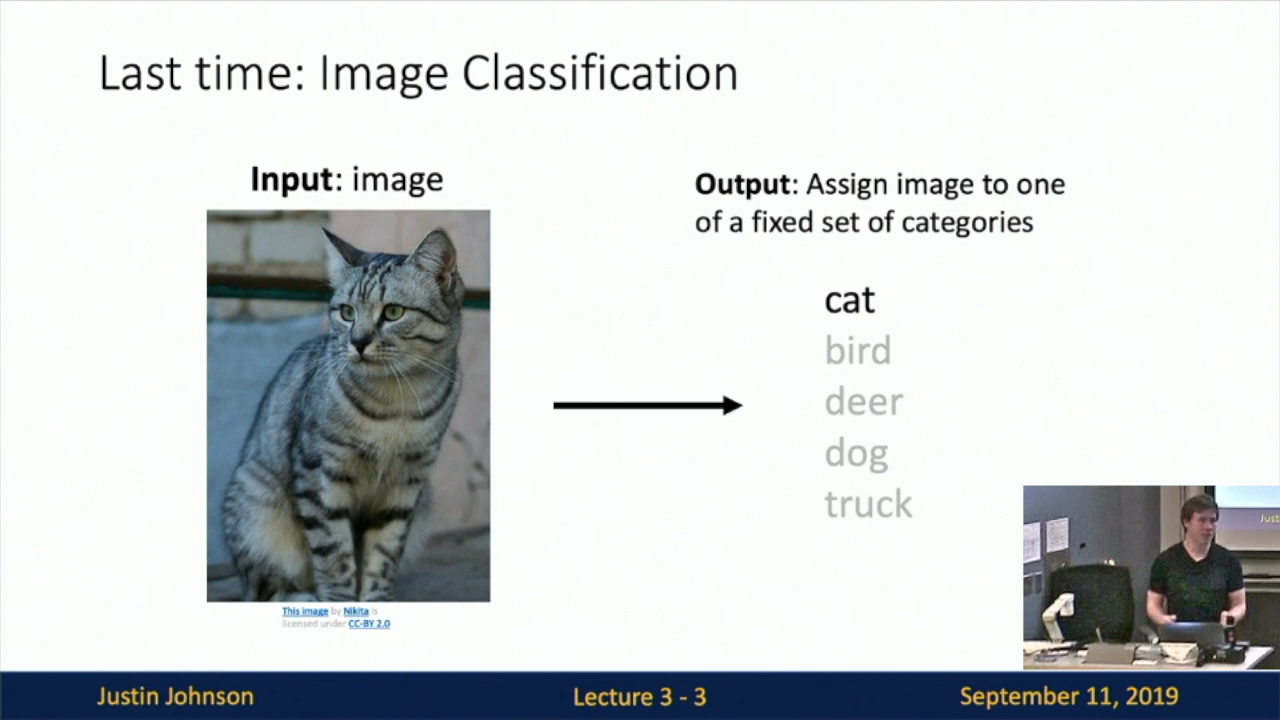 Last time: Image Classification
Input: image
Output: Assign image to one
of a fixed set of categories
cat
bird
deer
dog
truck
This image by Nikita is
licensed under CC-BY 2.0
Just
Justin Johnson
Lecture 3 - 3
September 11, 2019